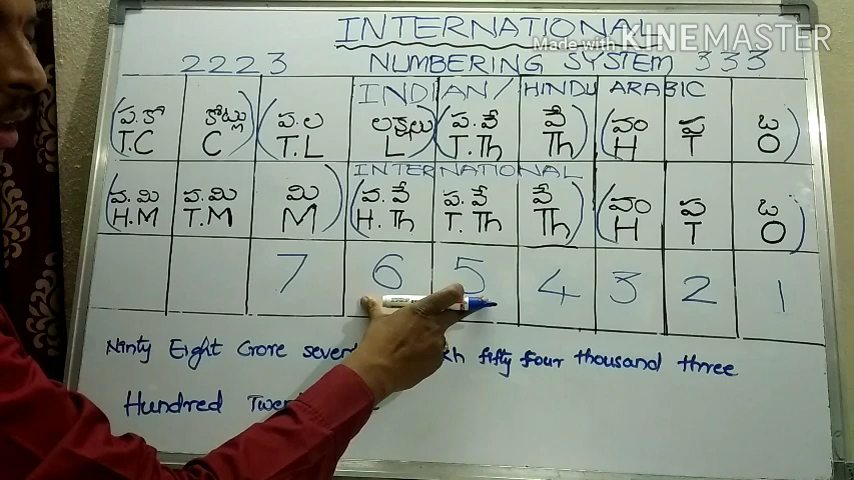 INTERNATIONAL
Made with KINEMASTER
2223 NUMBERING SYSTEM 333
INDIAN/HINDU ARABIC
(ప.కో కోట్లు) (ప.ల లక్షలు) (ప.వే వే) (వం ప ఒ)
T.C C T.L L T.Th Th H T O
INTERNATIONAL
(ప.మి ప.మి మి) (వ.వే ప.వే వే) (వం ప ఒ)
H.M T.M M H.Th T.Th Th H T O
7 6 5 4 3 2 1
Ninty Eight Crore fifty four thousand three
Hundred